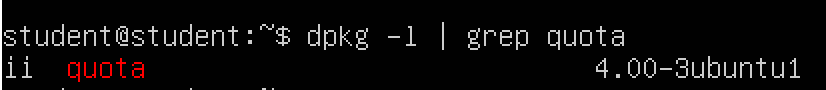 student@student:~$ dpkg -l | grep quota
ii  quota                            4.00-3ubuntu1